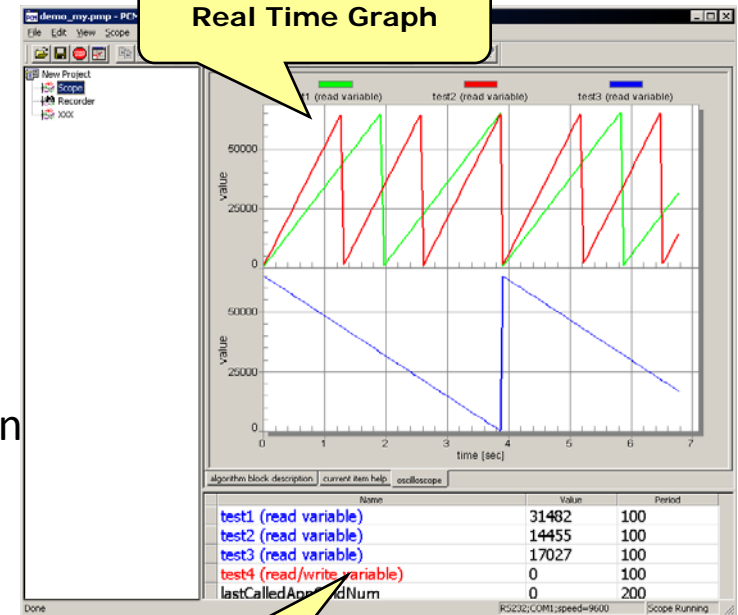 Real Time Graph
demo_my.pmp - PCM
File Edit View Scope
New Project
Scope
Recorder
xxx
(read variable) test2 (read variable) test3 (read variable)
50000
25000
0
value
50000
25000
0
value
0 1 2 3 4 5 6 7
time [sec]
n
algorithm block description current item help oscilloscope
Name Value Period
test1 (read variable) 31482 100
test2 (read variable) 14455 100
test3 (read variable) 17027 100
test4 (read/write variable) 0 100
0 200
Done RS232;COM1;speed=9600 Scope Running